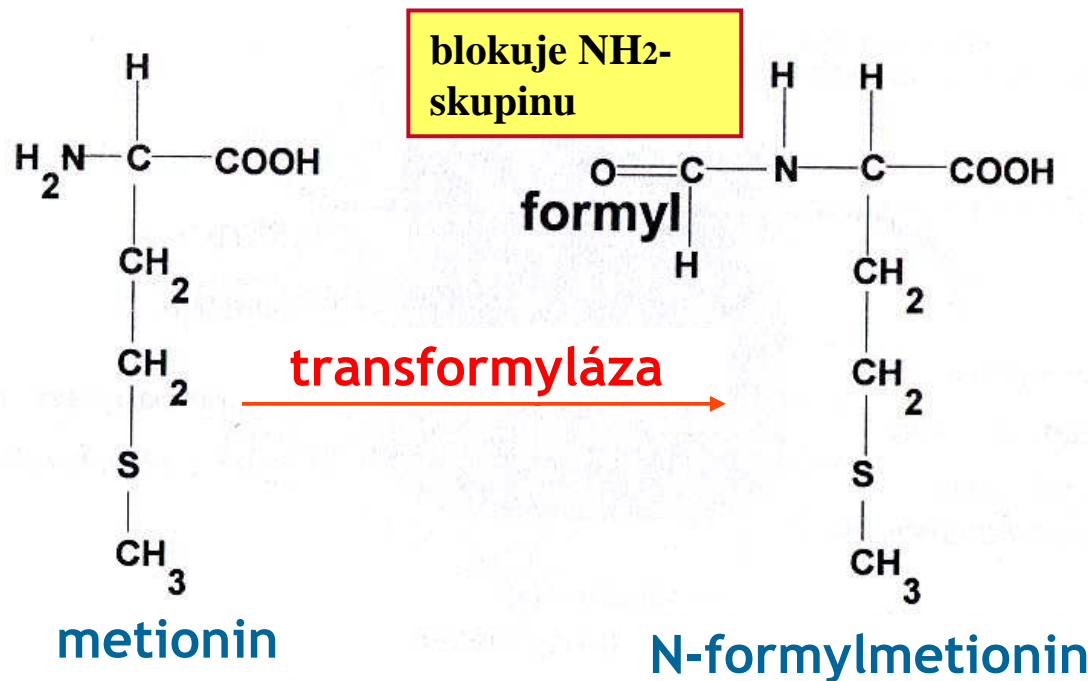 blokuje NH2-
skupinu
H
H2N C COOH
CH2
CH2
S
CH3
metionin
transformyláza
H H
O C N C COOH
formyl
H
CH2
CH2
S
CH3
N-formylmetionin